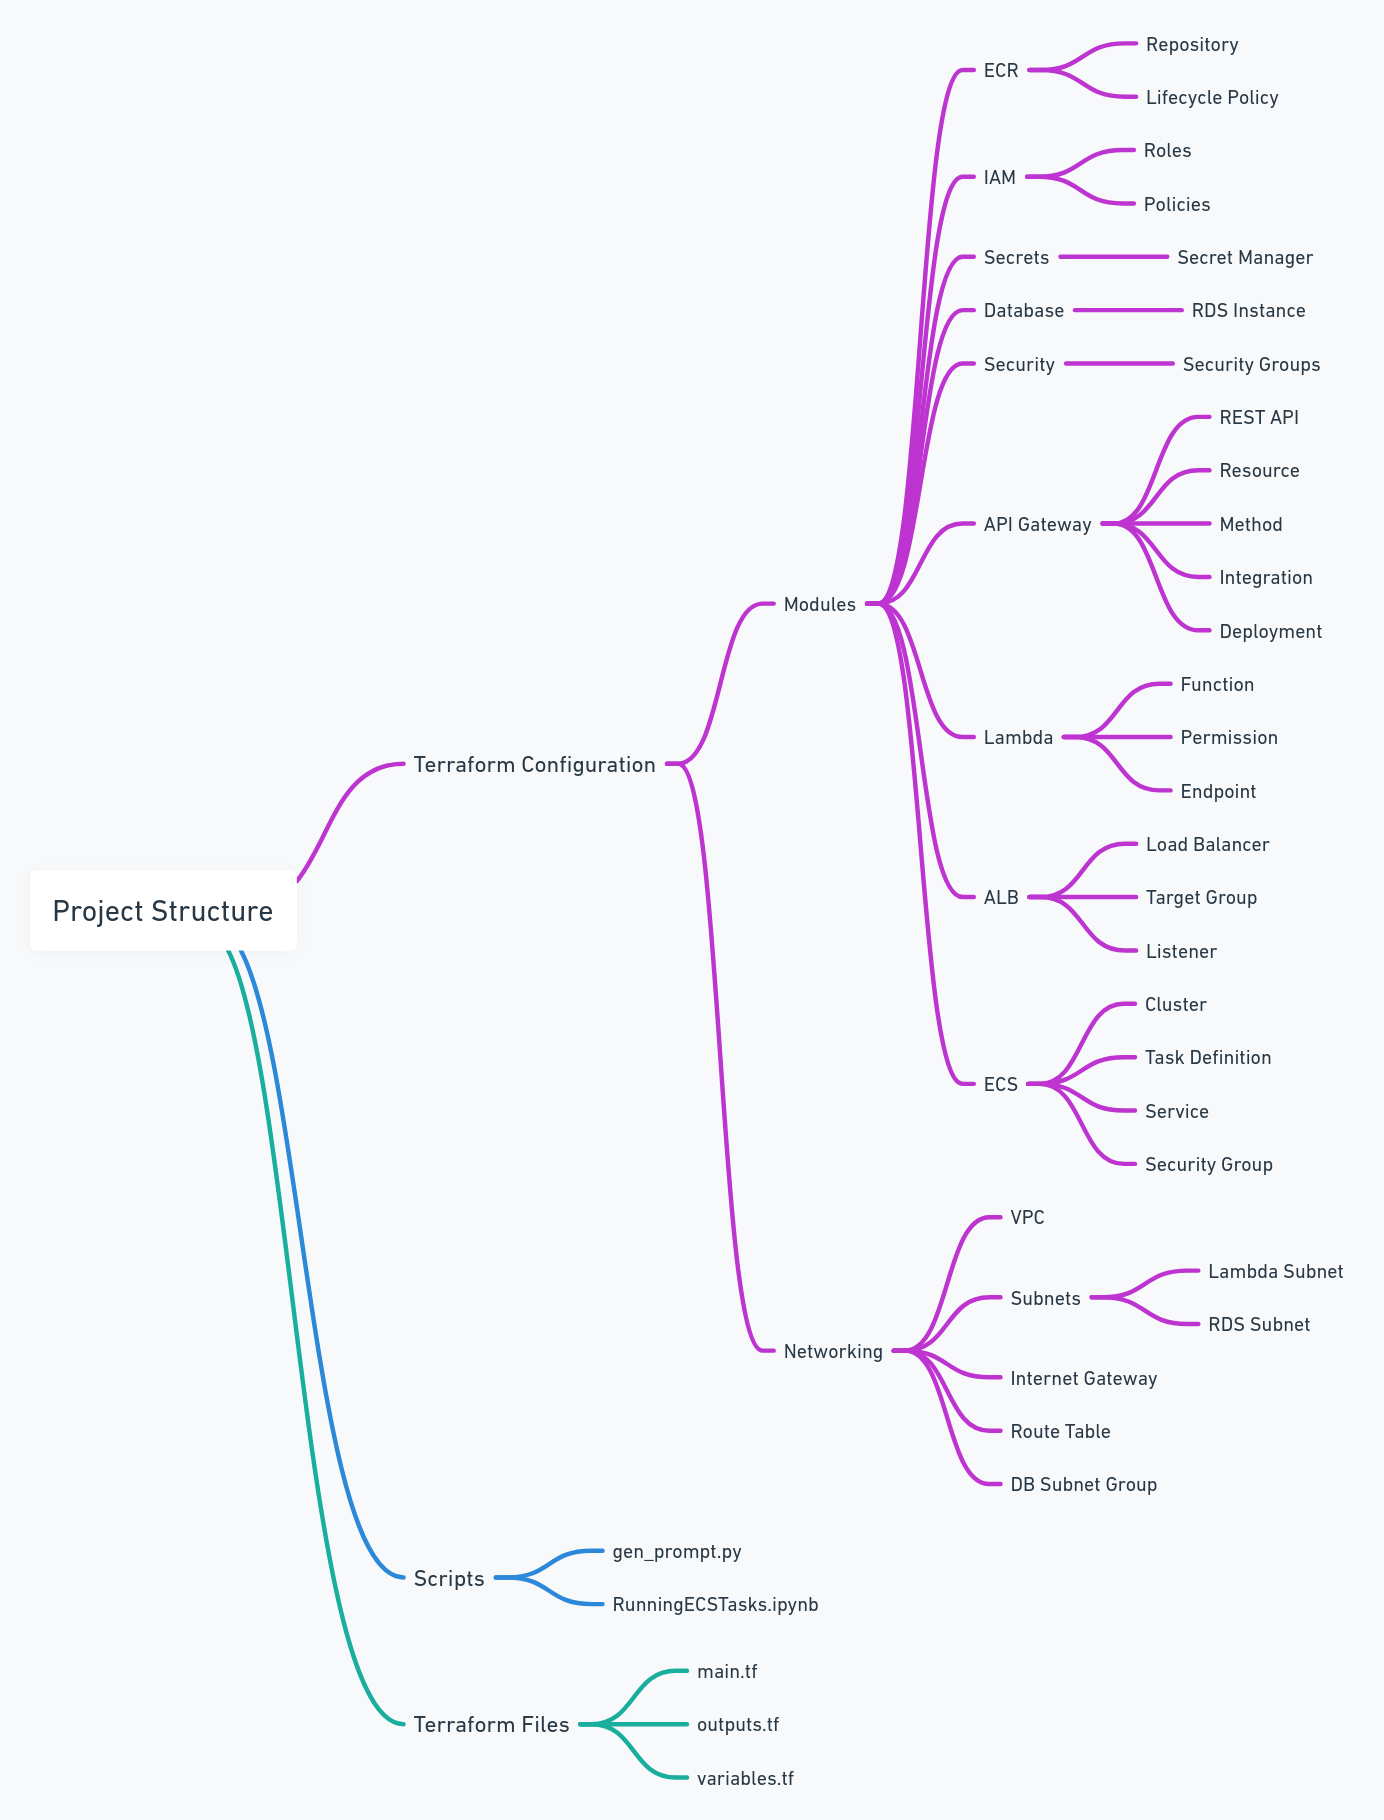 Project Structure
Terraform Configuration
Modules
ECR
Repository
Lifecycle Policy
IAM
Roles
Policies
Secrets
Secret Manager
Database
RDS Instance
Security
Security Groups
API Gateway
REST API
Resource
Method
Integration
Deployment
Lambda
Function
Permission
Endpoint
ALB
Load Balancer
Target Group
Listener
ECS
Cluster
Task Definition
Service
Security Group
Networking
VPC
Subnets
Lambda Subnet
RDS Subnet
Internet Gateway
Route Table
DB Subnet Group
Scripts
gen_prompt.py
RunningECSTasks.ipynb
Terraform Files
main.tf
outputs.tf
variables.tf